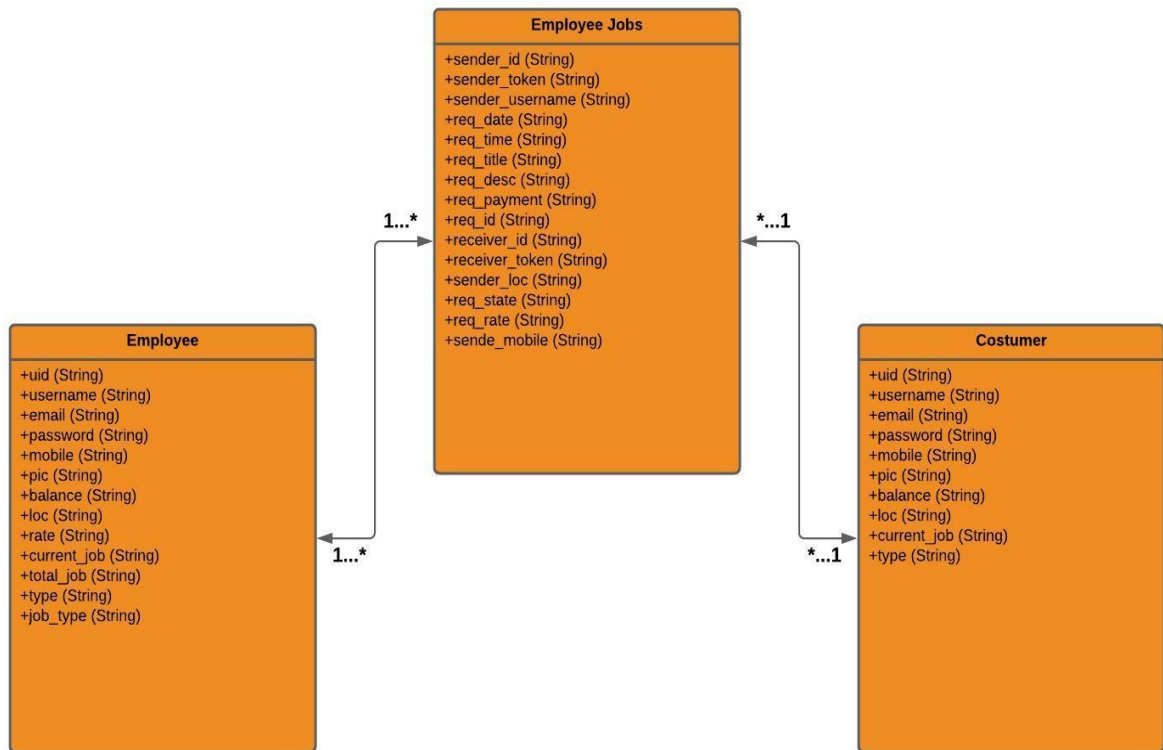 Employee Jobs
+sender_id (String)
+sender_token (String)
+sender_username (String)
+req_date (String)
+req_time (String)
+req_title (String)
+req_desc (String)
+req_payment (String)
+req_id (String)
+receiver_id (String)
+receiver_token (String)
+sender_loc (String)
+req_state (String)
+req_rate (String)
+sende_mobile (String)
1...*
*...1
Employee
+uid (String)
+username (String)
+email (String)
+password (String)
+mobile (String)
+pic (String)
+balance (String)
+loc (String)
+rate (String)
+current_job (String)
+total_job (String)
+type (String)
+job_type (String)
1...*
*...1
Costumer
+uid (String)
+username (String)
+email (String)
+password (String)
+mobile (String)
+pic (String)
+balance (String)
+loc (String)
+current_job (String)
+type (String)